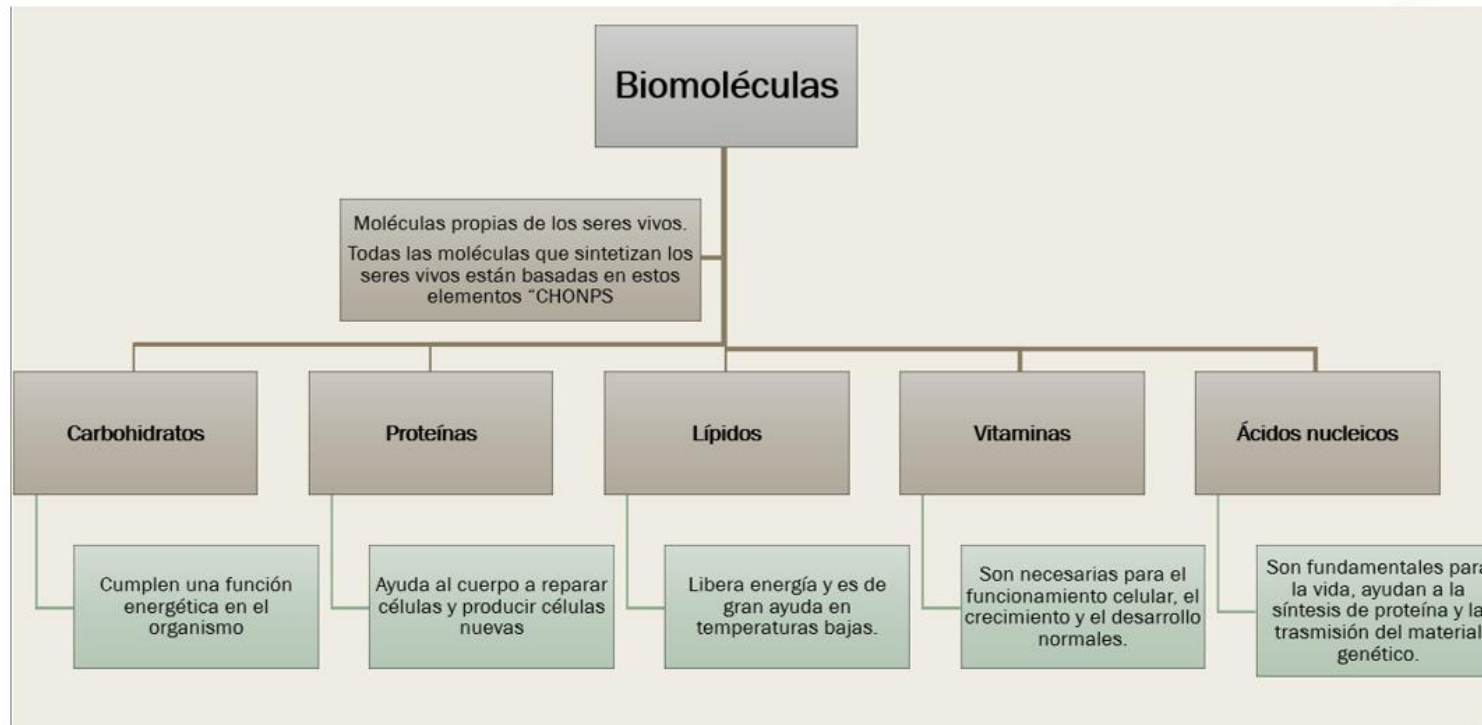 Biomoléculas
Moléculas propias de los seres vivos.
Todas las moléculas que sintetizan los
seres vivos están basadas en estos
elementos “CHONPS
Carbohidratos
Proteínas
Lípidos
Vitaminas
Ácidos nucleicos
Cumplen una función
energética en el
organismo
Ayuda al cuerpo a reparar
células y producir células
nuevas
Libera energía y es de
gran ayuda en
temperaturas bajas.
Son necesarias para el
funcionamiento celular, el
crecimiento y el desarrollo
normales.
Son fundamentales para
la vida, ayudan a la
síntesis de proteína y la
trasmisión del material
genético.